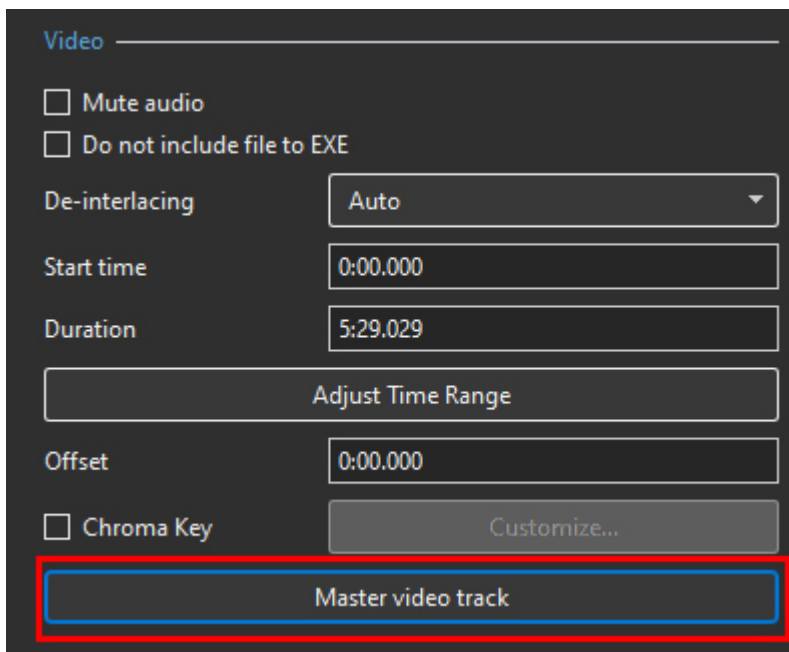 Video
Mute audio
Do not include file to EXE
De-interlacing Auto
Start time 0:00.000
Duration 5:29.029
Adjust Time Range
Offset 0:00.000
Chroma Key Customize...
Master video track